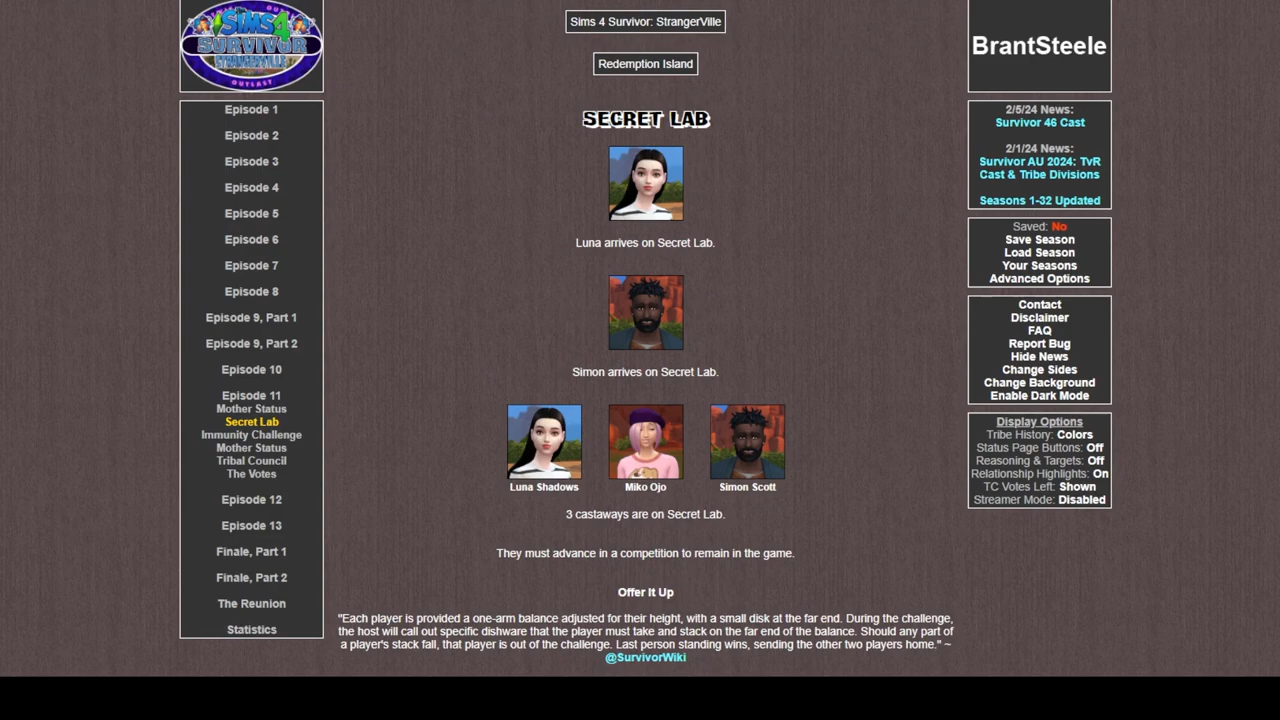 SIMS 4
SURVIVOR
STRANGERVILLE
OUTLAST
Episode 1
Episode 2
Episode 3
Episode 4
Episode 5
Episode 6
Episode 7
Episode 8
Episode 9, Part 1
Episode 9, Part 2
Episode 10
Episode 11
Mother Status
Secret Lab
Immunity Challenge
Mother Status
Tribal Council
The Votes
Episode 12
Episode 13
Finale, Part 1
Finale, Part 2
The Reunion
Statistics
Sims 4 Survivor: StrangerVille
Redemption Island
SECRET LAB
Luna arrives on Secret Lab.
Simon arrives on Secret Lab.
Luna Shadows
Miko Ojo
Simon Scott
3 castaways are on Secret Lab.
They must advance in a competition to remain in the game.
Offer It Up
"Each player is provided a one-arm balance adjusted for their height, with a small disk at the far end. During the challenge,
the host will call out specific dishware that the player must take and stack on the far end of the balance. Should any part of
a player's stack fall, that player is out of the challenge. Last person standing wins, sending the other two players home." ~
@SurvivorWiki
BrantSteele
2/5/24 News:
Survivor 46 Cast
2/1/24 News:
Survivor AU 2024: TvR
Cast & Tribe Divisions
Seasons 1-32 Updated
Saved: No
Save Season
Load Season
Your Seasons
Advanced Options
Contact
Disclaimer
FAQ
Report Bug
Hide News
Change Sides
Change Background
Enable Dark Mode
Display Options
Tribe History: Colors
Status Page Buttons: Off
Reasoning & Targets: Off
Relationship Highlights: On
TC Votes Left: Shown
Streamer Mode: Disabled